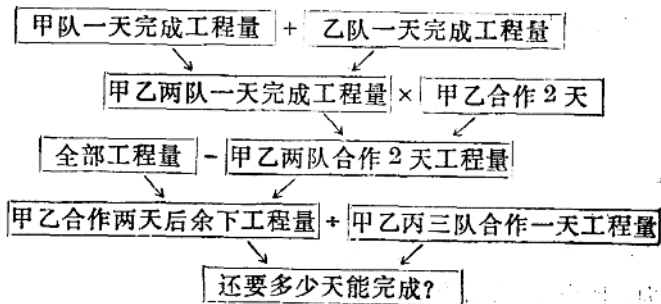 甲队一天完成工程量 + 乙队一天完成工程量
甲乙两队一天完成工程量 × 甲乙合作2天
全部工程量 - 甲乙两队合作2天工程量
甲乙合作两天后余下工程量 ÷ 甲乙丙三队合作一天工程量
还要多少天能完成?